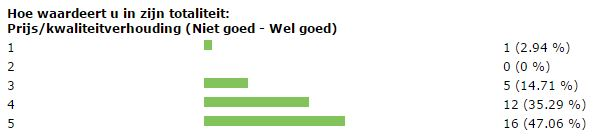 Hoe waardeert u in zijn totaliteit:
Prijs/kwaliteitverhouding (Niet goed - Wel goed)
1 1 (2.94 %)
2 0 (0 %)
3 5 (14.71 %)
4 12 (35.29 %)
5 16 (47.06 %)